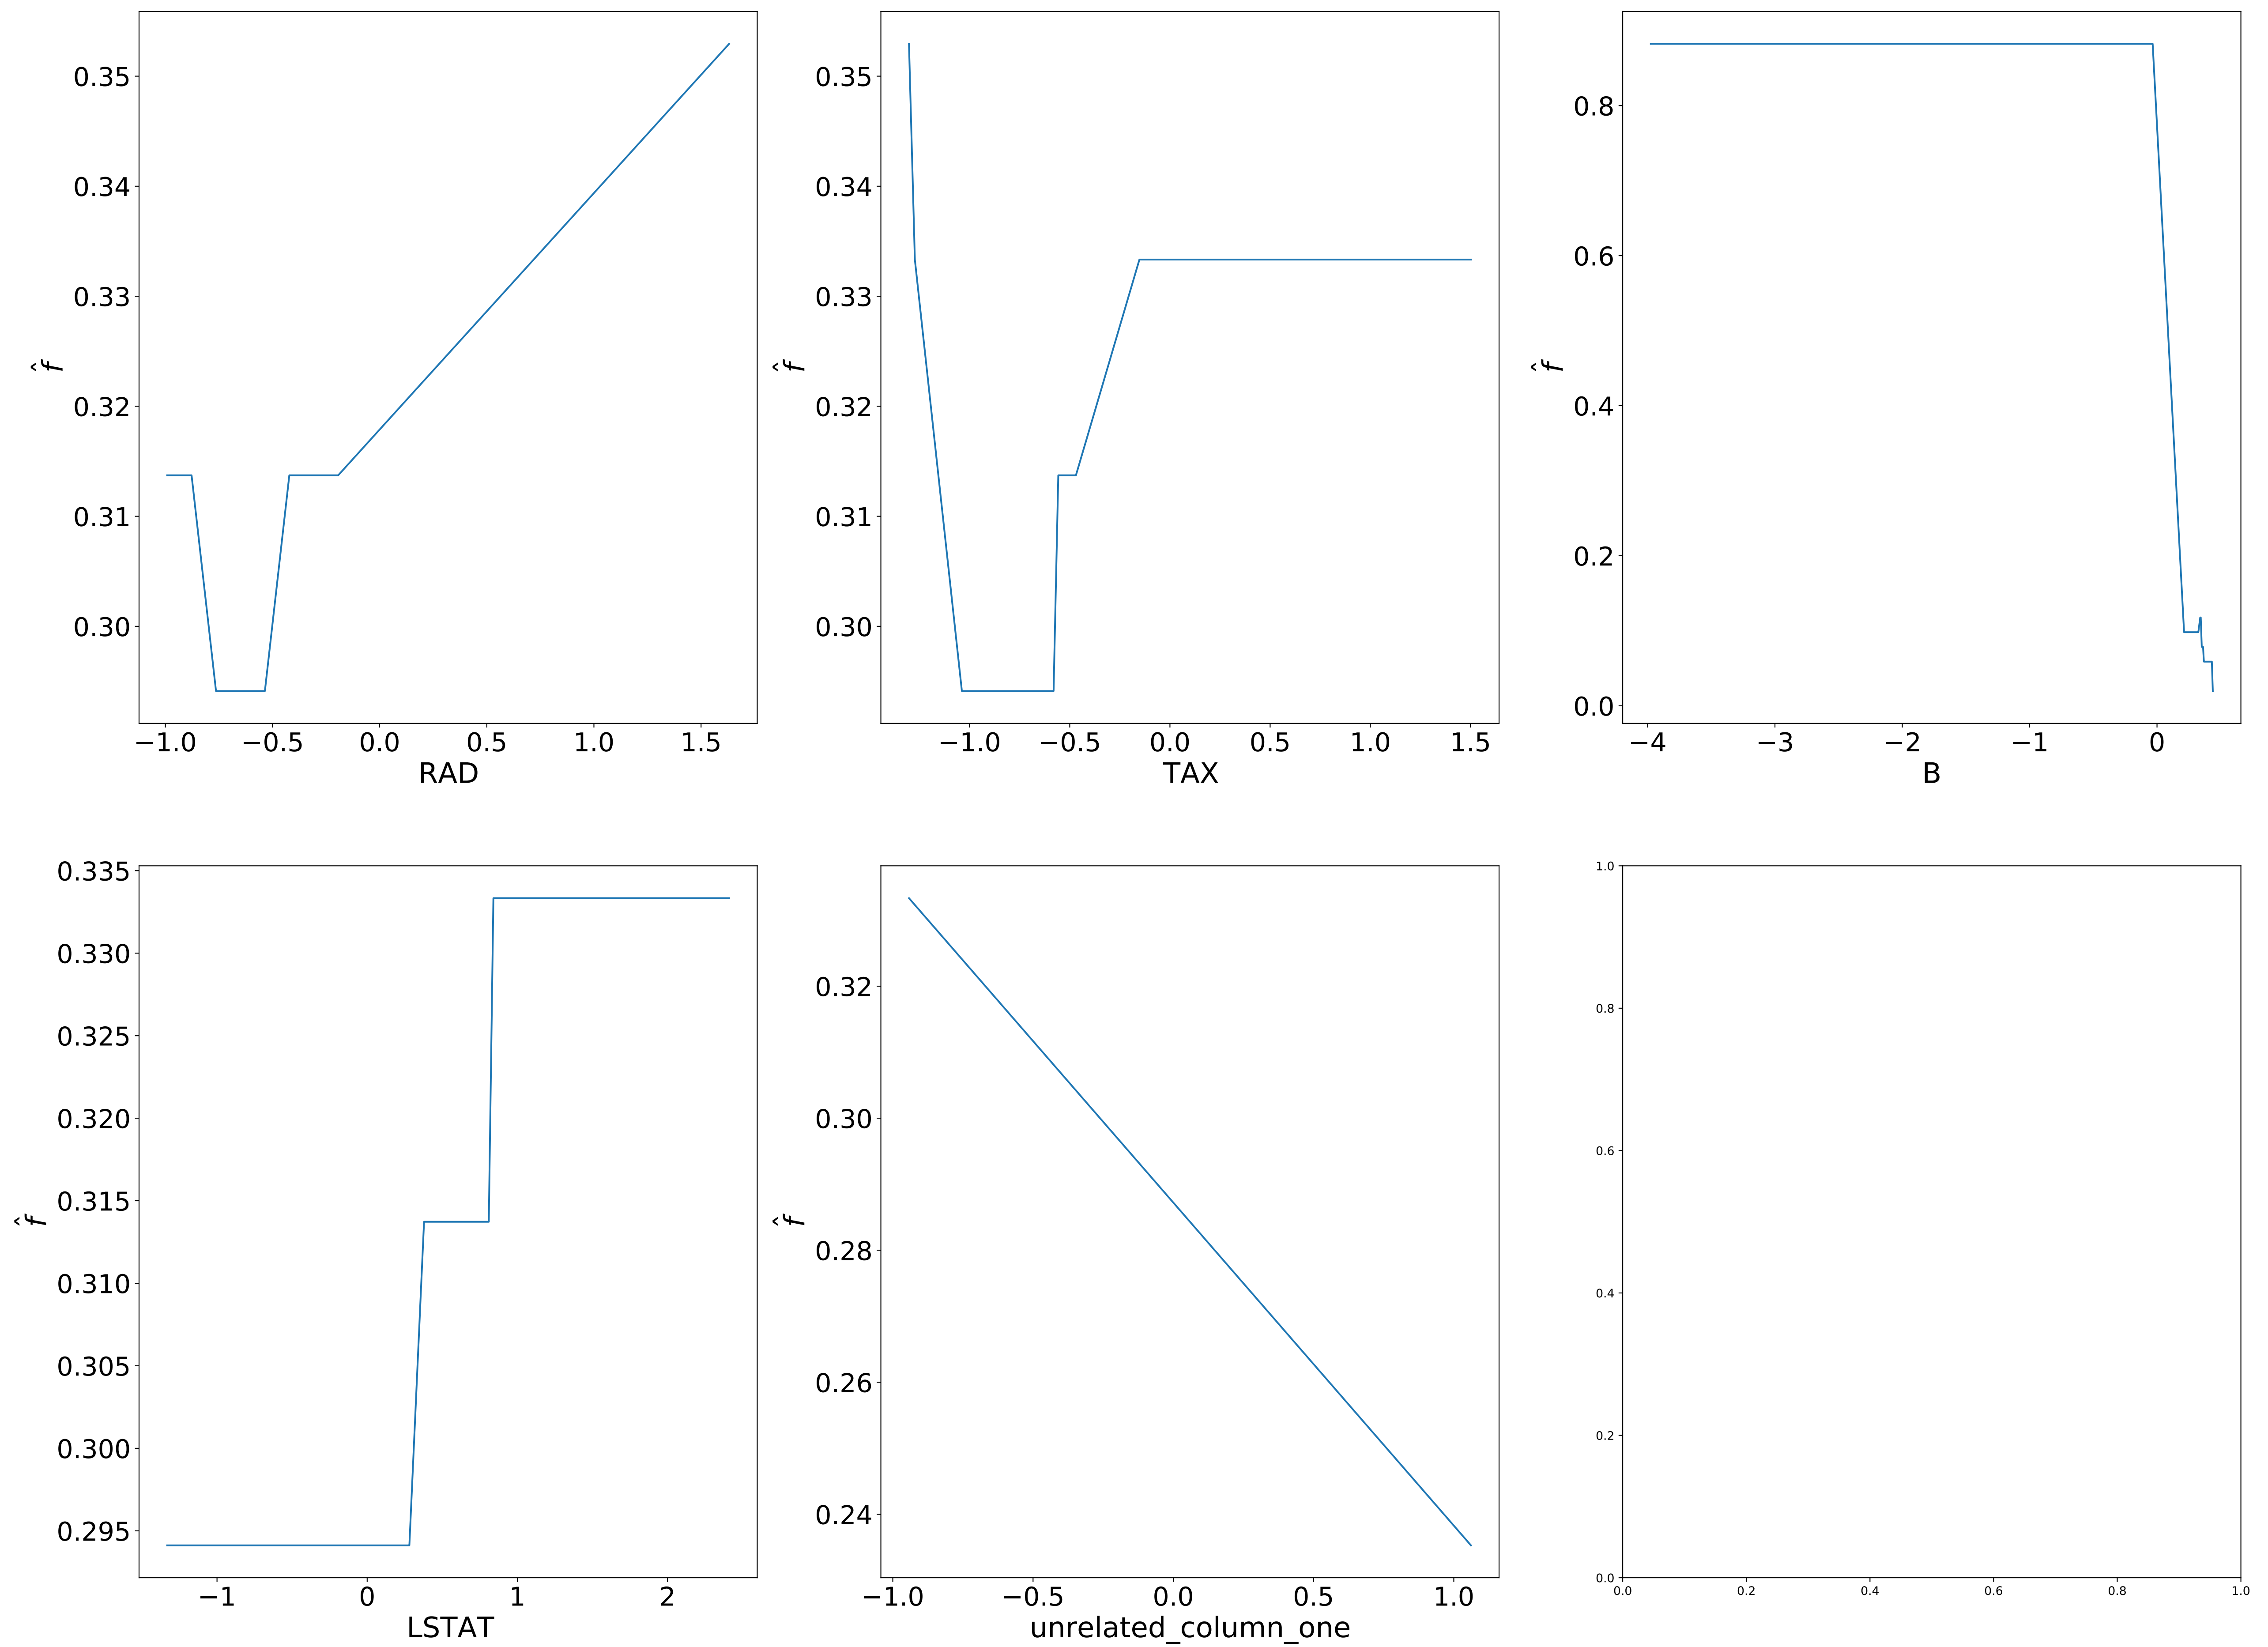 0.35
0.34
0.33
0.32
0.31
0.30
f̂
−1.0 −0.5 0.0 0.5 1.0 1.5
RAD
0.35
0.34
0.33
0.32
0.31
0.30
f̂
−1.0 −0.5 0.0 0.5 1.0 1.5
TAX
0.8
0.6
0.4
0.2
0.0
f̂
−4 −3 −2 −1 0
B
0.335
0.330
0.325
0.320
0.315
0.310
0.305
0.300
0.295
f̂
−1 0 1 2
LSTAT
0.32
0.30
0.28
0.26
0.24
f̂
−1.0 −0.5 0.0 0.5 1.0
unrelated_column_one
1.0
0.8
0.6
0.4
0.2
0.0
0.0 0.2 0.4 0.6 0.8 1.0